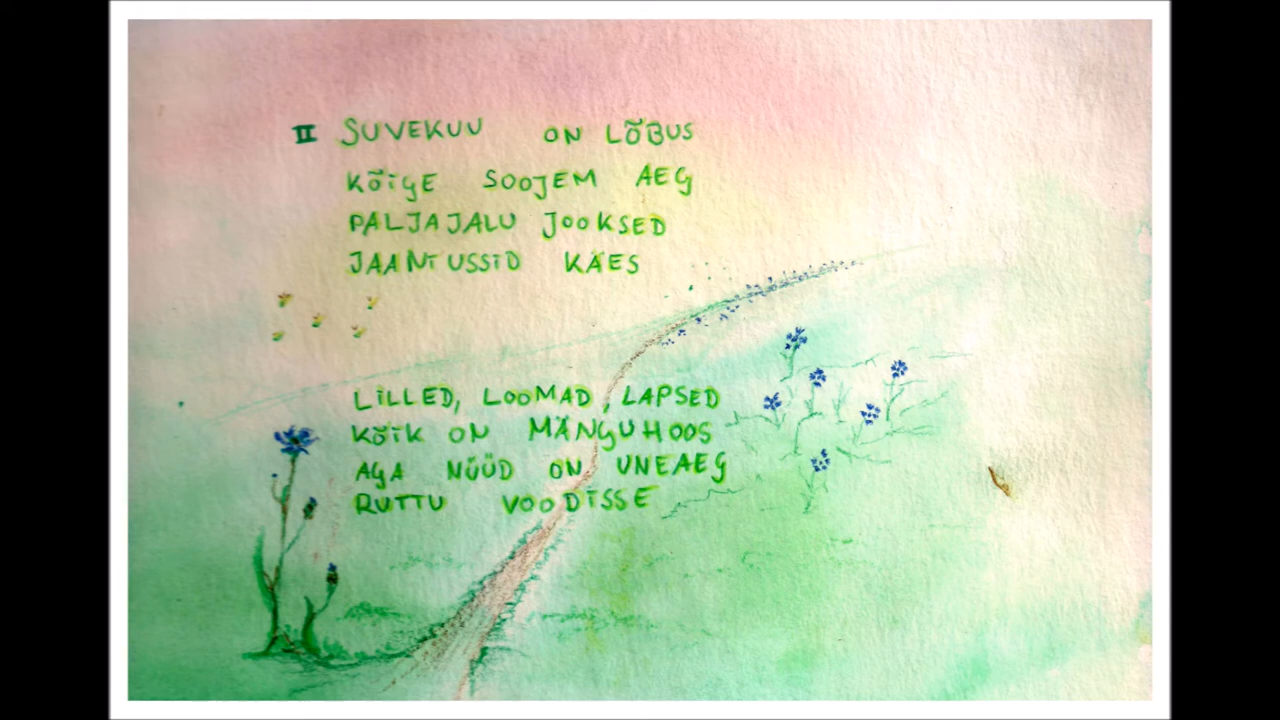 II SUVEKUU ON LÕBUS
KÕIGE SOOJEM AEG
PALJAJALU JOOKSED
JAANIUSSID KÄES
LILLED, LOOMAD, LAPSED
KÕIK ON MÄNGUHOOS
AGA NÜÜD ON UNEAEG
RUTTU VOODISSE